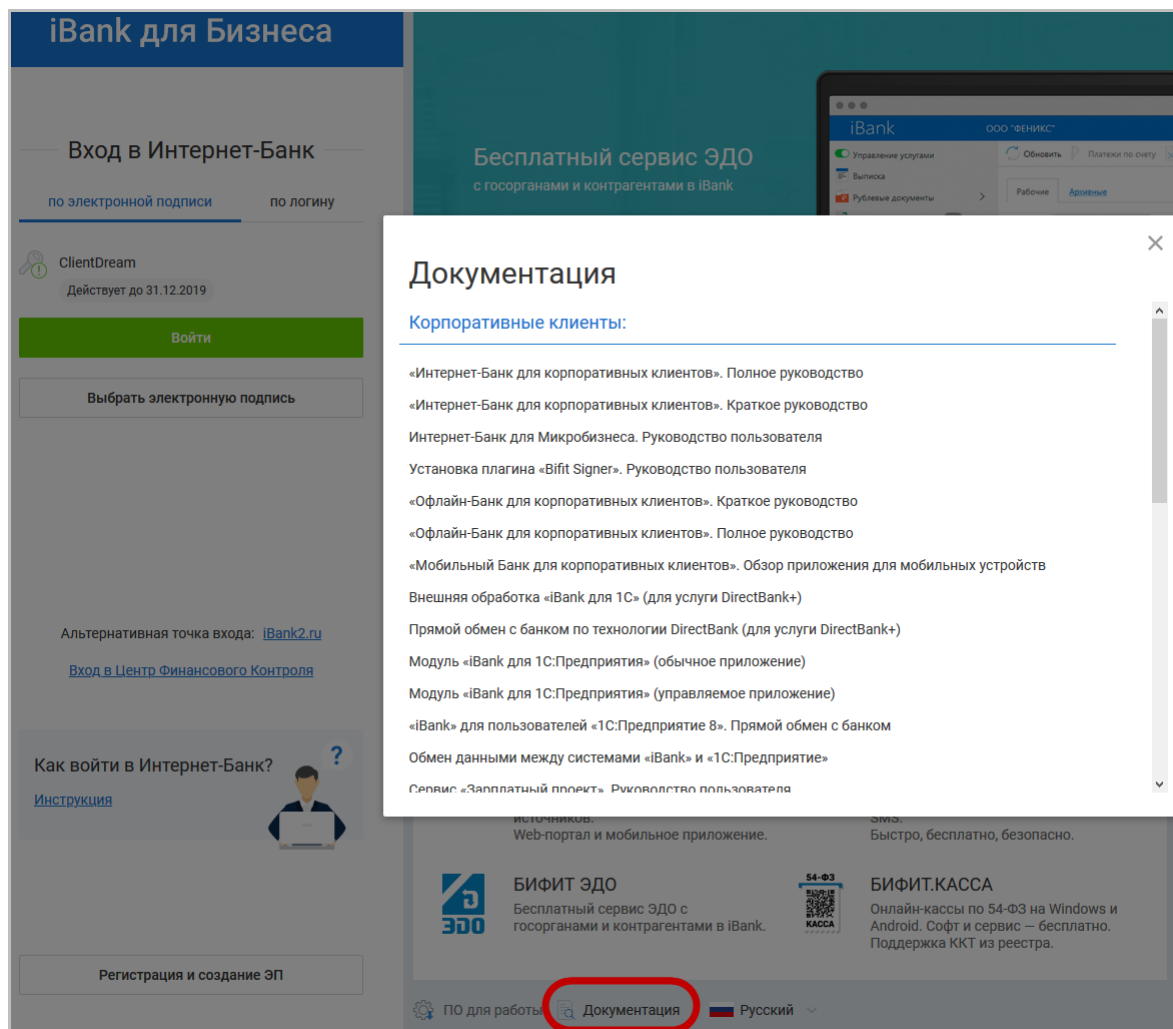 iBank для Бизнеса
Вход в Интернет-Банк
по электронной подписи
по логину
ClientDream
Действует до 31.12.2019
Войти
Выбрать электронную подпись
Альтернативная точка входа: iBank2.ru
Вход в Центр Финансового Контроля
Как войти в Интернет-Банк?
?
Инструкция
Регистрация и создание ЭП
Бесплатный сервис ЭДО
с госорганами и контрагентами в iBank
iBank
ООО "ФЕНИКС"
Управление услугами
Обновить
Платежи по счету
Выписка
Рублевые документы
Рабочие
Архивные
Документация
Корпоративные клиенты:
«Интернет-Банк для корпоративных клиентов». Полное руководство
«Интернет-Банк для корпоративных клиентов». Краткое руководство
Интернет-Банк для Микробизнеса. Руководство пользователя
Установка плагина «Bifit Signer». Руководство пользователя
«Офлайн-Банк для корпоративных клиентов». Краткое руководство
«Офлайн-Банк для корпоративных клиентов». Полное руководство
«Мобильный Банк для корпоративных клиентов». Обзор приложения для мобильных устройств
Внешняя обработка «iBank для 1С» (для услуги DirectBank+)
Прямой обмен с банком по технологии DirectBank (для услуги DirectBank+)
Модуль «iBank для 1С:Предприятия» (обычное приложение)
Модуль «iBank для 1С:Предприятия» (управляемое приложение)
«iBank» для пользователей «1С:Предприятие 8». Прямой обмен с банком
Обмен данными между системами «iBank» и «1С:Предприятие»
Сервис «Зарплатный проект». Руководство пользователя
источников.
Web-портал и мобильное приложение.
SMS.
Быстро, бесплатно, безопасно.
ЭДО
БИФИТ ЭДО
Бесплатный сервис ЭДО с
госорганами и контрагентами в iBank.
54-ФЗ
КАССА
БИФИТ.КАССА
Онлайн-кассы по 54-ФЗ на Windows и
Android. Софт и сервис — бесплатно.
Поддержка ККТ из реестра.
ПО для работы
Документация
Русский